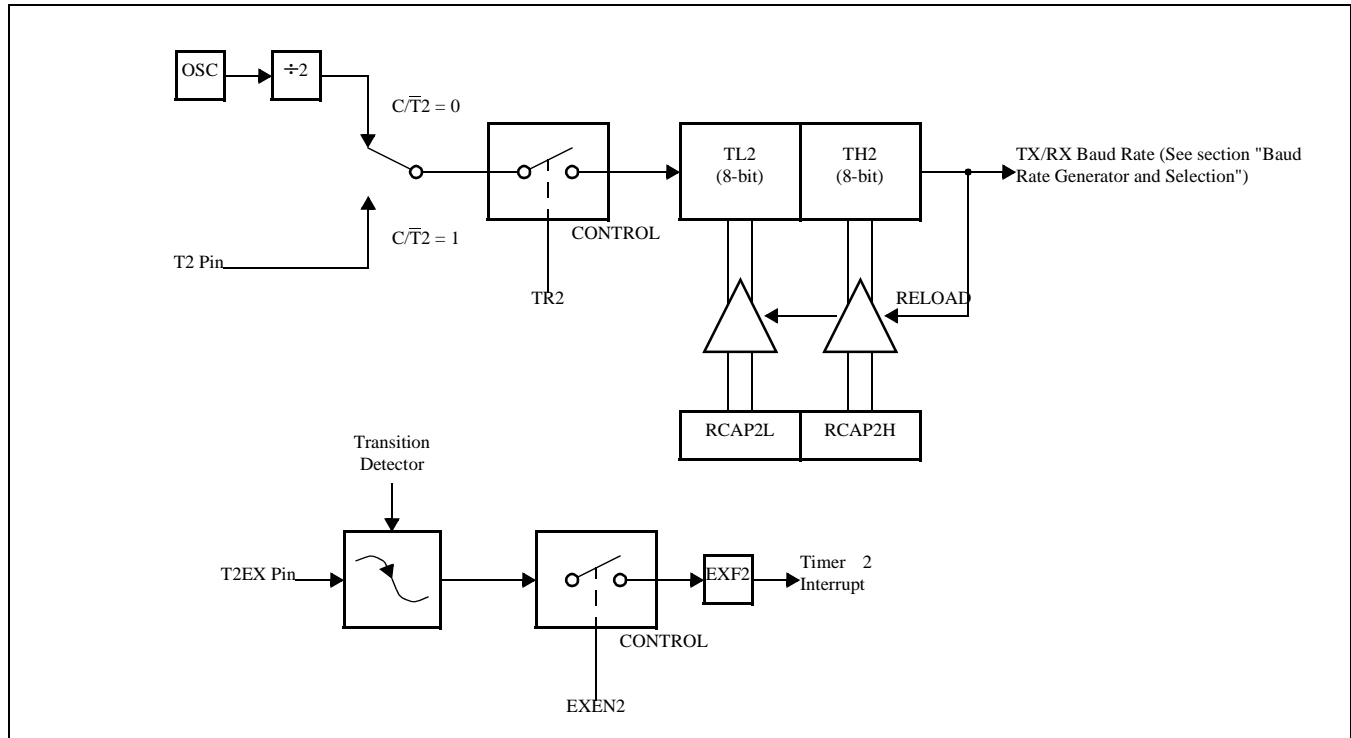 OSC
÷2
C/T̅2 = 0
TL2
(8-bit)
TH2
(8-bit)
TX/RX Baud Rate (See section "Baud
Rate Generator and Selection")
CONTROL
C/T̅2 = 1
T2 Pin
TR2
RELOAD
RCAP2L
RCAP2H
Transition
Detector
T2EX Pin
EXF2
Timer 2
Interrupt
CONTROL
EXEN2